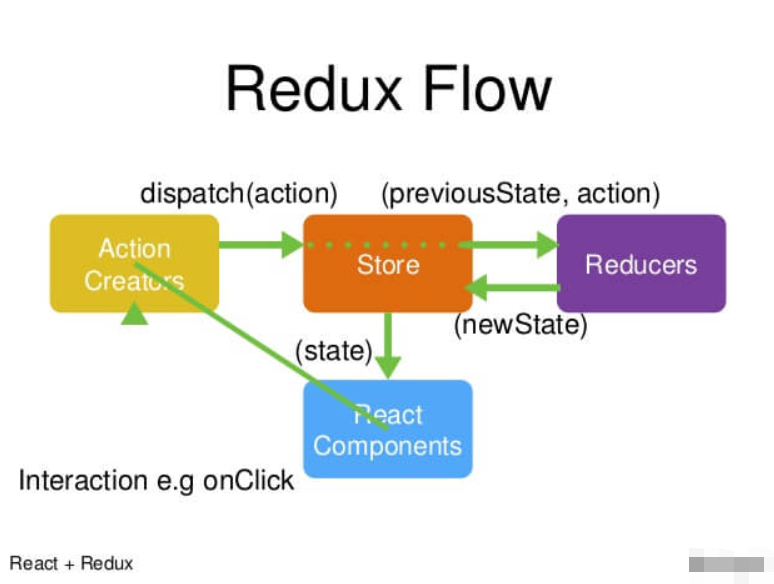 Redux Flow
dispatch(action)
(previousState, action)
Action
Creators
Store
Reducers
(newState)
(state)
React
Components
Interaction e.g onClick
React + Redux